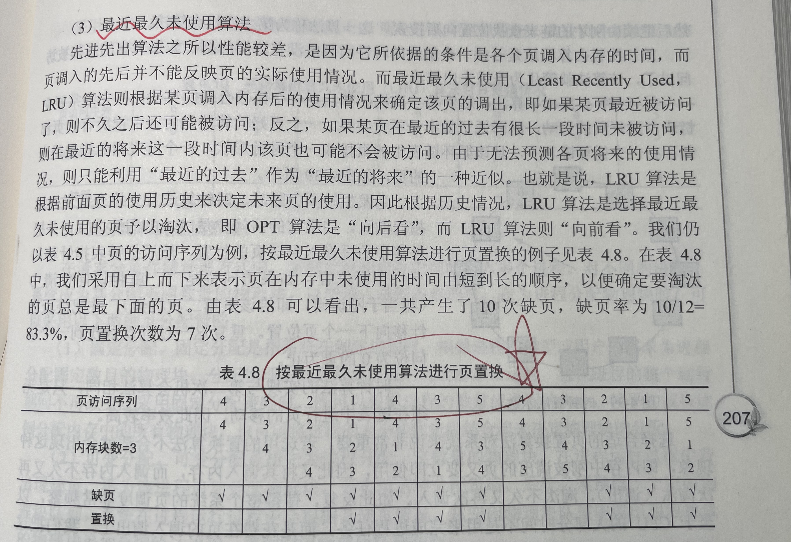 （3）最近最久未使用算法
先进先出算法之所以性能较差，是因为它所依据的条件是各个页调入内存的时间，而
页调入的先后并不能反映页的实际使用情况。而最近最久未使用（Least Recently Used，
LRU）算法则根据某页调入内存后的使用情况来确定该页的调出，即如果某页最近被访问
了，则不久之后还可能被访问；反之，如果某页在最近的过去有很长一段时间未被访问，
则在最近的将来这一段时间内该页也可能不会被访问。由于无法预测各页将来的使用情
况，则只能利用“最近的过去”作为“最近的将来”的一种近似。也就是说，LRU 算法是
根据前面页的使用历史来决定未来页的使用。因此根据历史情况，LRU 算法是选择最近最
久未使用的页予以淘汰，即 OPT 算法是“向后看”，而 LRU 算法则“向前看”。我们仍
以表 4.5 中页的访问序列为例，按最近最久未使用算法进行页置换的例子见表 4.8。在表 4.8
中，我们采用自上而下来表示页在内存中未使用的时间由短到长的顺序，以便确定要淘汰
的页总是最下面的页。由表 4.8 可以看出，一共产生了 10 次缺页，缺页率为 10/12=
83.3%，页置换次数为 7 次。
表 4.8 按最近最久未使用算法进行页置换
页访问序列 4 3 2 1 4 3 5 4 3 2 1 5
4 3 2 1 4 3 5 4 3 2 1 5
内存块数=3 4 3 2 1 4 3 5 4 3 2 1
4 3 2 1 4 3 5 4 3 2
缺页 √ √ √ √ √ √ √ √ √ √
置换 √ √ √ √ √ √ √
207